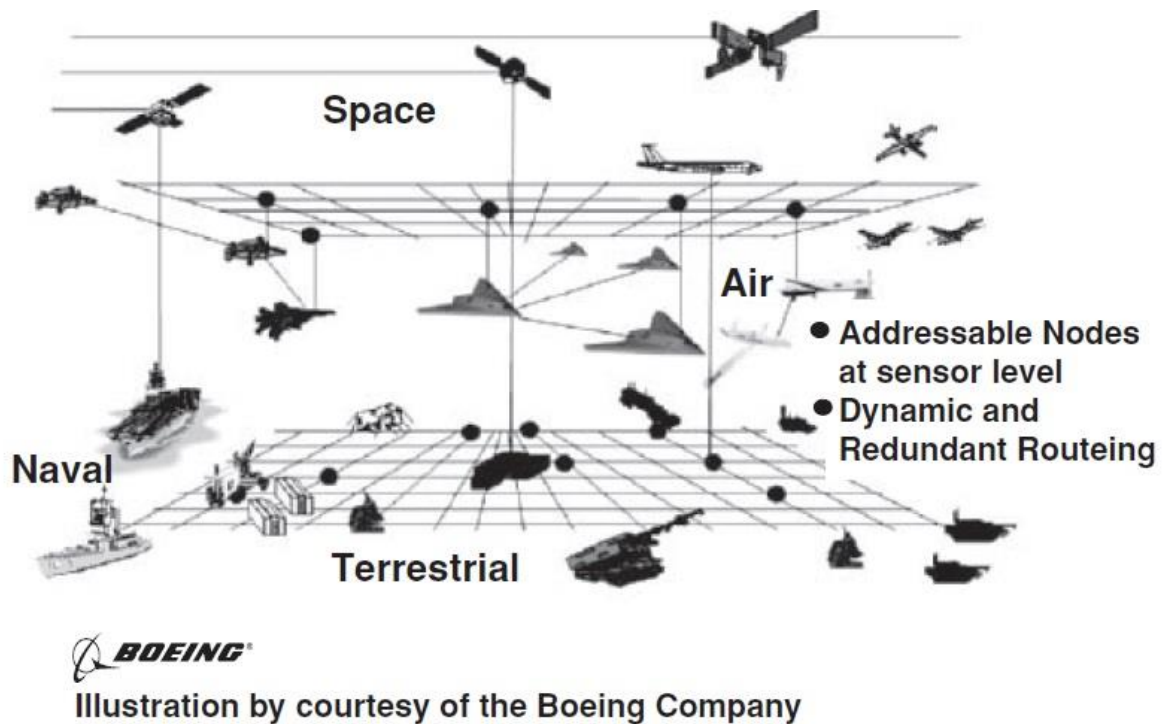 Space
Air
● Addressable Nodes
at sensor level
● Dynamic and
Redundant Routeing
Naval
Terrestrial
BOEING®
Illustration by courtesy of the Boeing Company